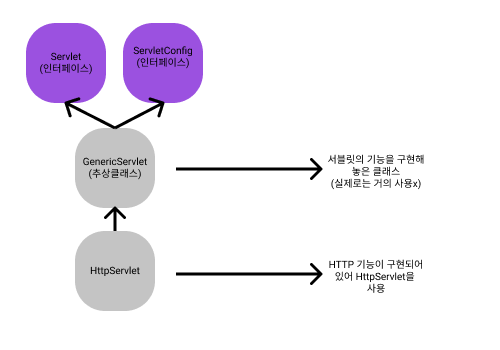 Servlet
(인터페이스)
ServletConfig
(인터페이스)
GenericServlet
(추상클래스)
서블릿의 기능을 구현해
놓은 클래스
(실제로는 거의 사용x)
HttpServlet
HTTP 기능이 구현되어
있어 HttpServlet을
사용